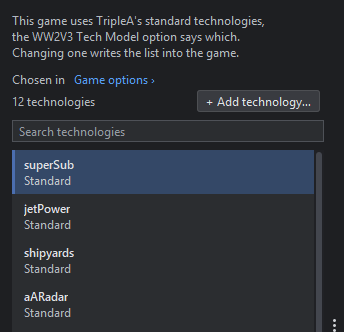 This game uses TripleA's standard technologies,
the WW2V3 Tech Model option says which.
Changing one writes the list into the game.
Chosen in Game options ›
12 technologies + Add technology...
Search technologies
superSub
Standard
jetPower
Standard
shipyards
Standard
aARadar
Standard